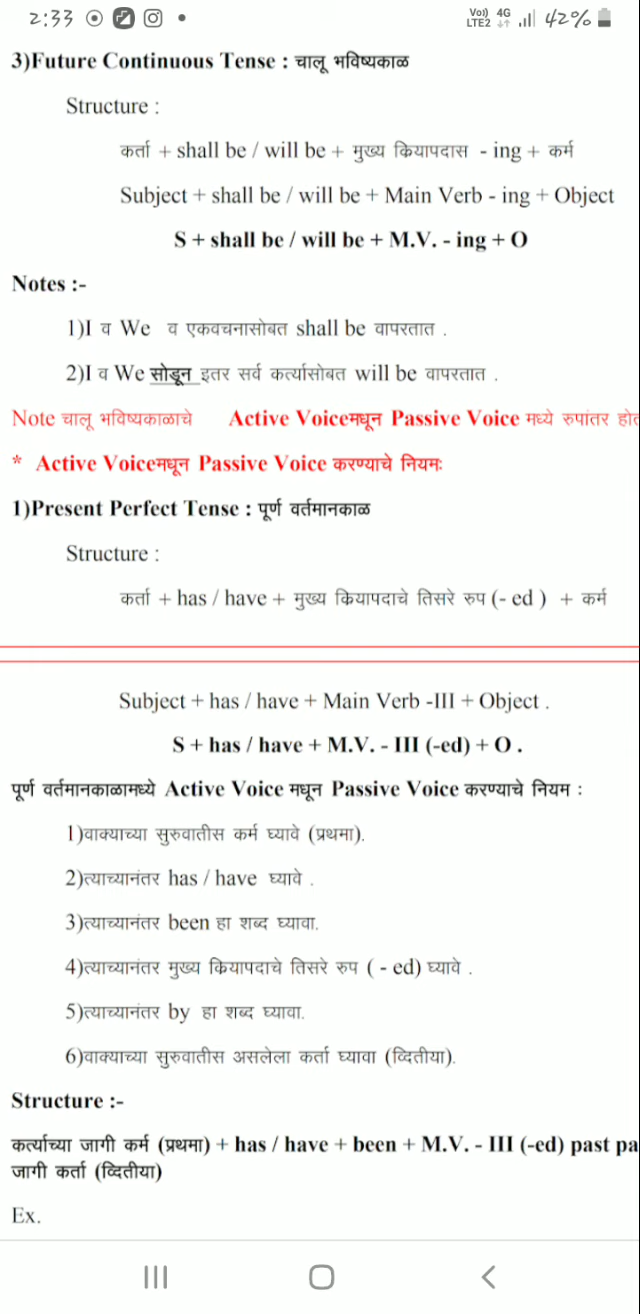 2:33
Vo)) 4G
LTE2 42%
3)Future Continuous Tense : चालू भविष्यकाळ
Structure :
कर्ता + shall be / will be + मुख्य कियापदास - ing + कर्म
Subject + shall be / will be + Main Verb - ing + Object
S + shall be / will be + M.V. - ing + O
Notes :-
1)I व We व एकवचनासोबत shall be वापरतात .
2)I व We सोडून इतर सर्व कर्त्यासोबत will be वापरतात .
Note चालू भविष्यकाळाचे Active Voiceमधून Passive Voice मध्ये रुपांतर होत
* Active Voiceमधून Passive Voice करण्याचे नियमः
1)Present Perfect Tense : पूर्ण वर्तमानकाळ
Structure :
कर्ता + has / have + मुख्य कियापदाचे तिसरे रुप (- ed ) + कर्म
Subject + has / have + Main Verb -III + Object .
S + has / have + M.V. - III (-ed) + O .
पूर्ण वर्तमानकाळामध्ये Active Voice मधून Passive Voice करण्याचे नियम :
1)वाक्याच्या सुरुवातीस कर्म घ्यावे (प्रथमा).
2)त्याच्यानंतर has / have घ्यावे .
3)त्याच्यानंतर been हा शब्द घ्यावा.
4)त्याच्यानंतर मुख्य कियापदाचे तिसरे रुप ( - ed) घ्यावे .
5)त्याच्यानंतर by हा शब्द घ्यावा.
6)वाक्याच्या सुरुवातीस असलेला कर्ता घ्यावा (व्दितीया).
Structure :-
कर्त्याच्या जागी कर्म (प्रथमा) + has / have + been + M.V. - III (-ed) past pa
जागी कर्ता (व्दितीया)
Ex.